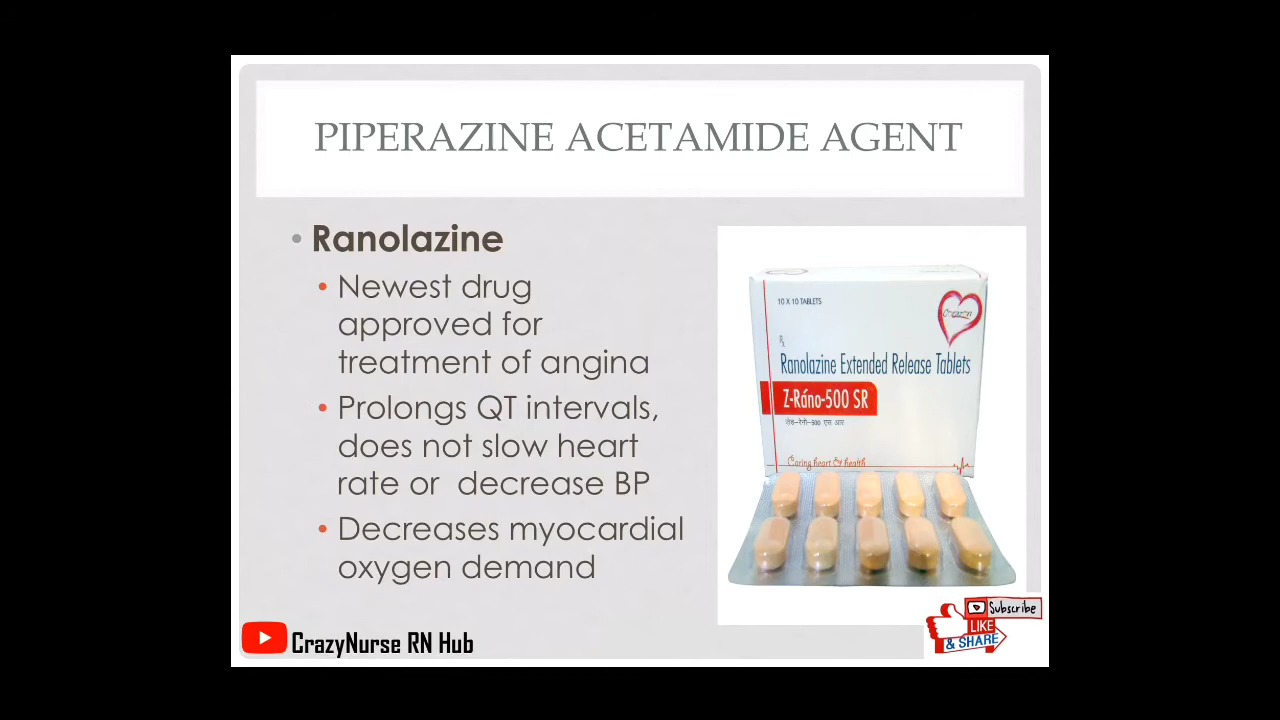 PIPERAZINE ACETAMIDE AGENT
• Ranolazine
• Newest drug
approved for
treatment of angina
• Prolongs QT intervals,
does not slow heart
rate or decrease BP
• Decreases myocardial
oxygen demand
10 X 10 TABLETS
Rx
Ranolazine Extended Release Tablets
Z-Ráno-500 SR
Caring heart & health
CrazyNurse RN Hub
Subscribe
LIKE
& SHARE